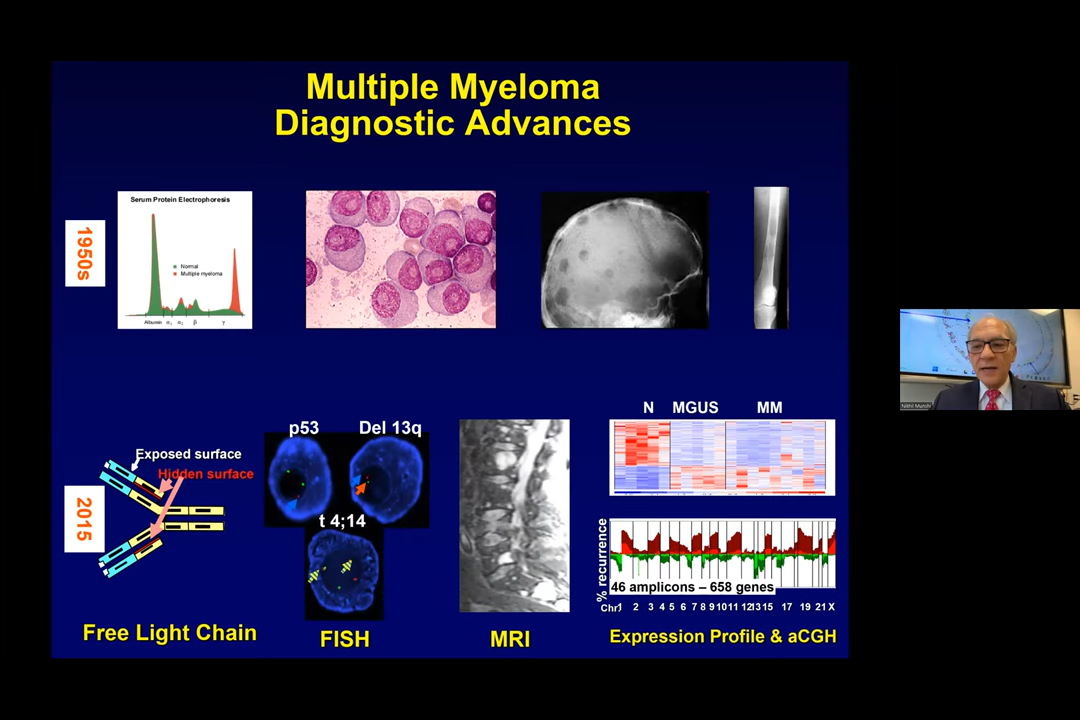 Multiple Myeloma
Diagnostic Advances
1950s
Serum Protein Electrophoresis
Normal
Multiple myeloma
Albumin α1 α2 β γ
2015
Exposed surface
Hidden surface
Free Light Chain
p53 Del 13q
t 4;14
FISH
MRI
N MGUS MM
% recurrence
46 amplicons – 658 genes
Chr1 2 3 4 5 6 7 8 9 10 11 12 13 15 17 19 21 X
Expression Profile & aCGH
Nikhil Munshi